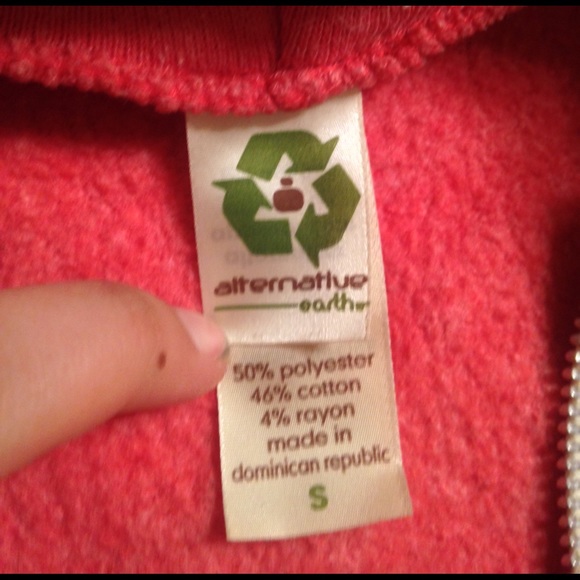 alternative
earth
50% polyester
46% cotton
4% rayon
made in
dominican republic
S